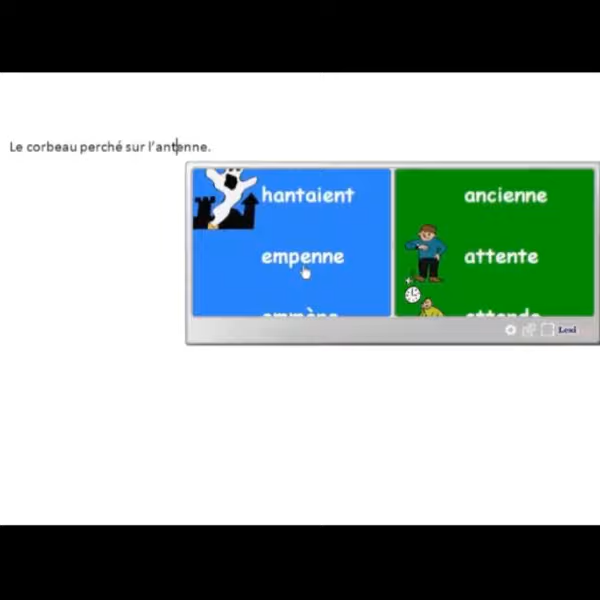 Le corbeau perché sur l'antenne.
hantaient
ancienne
empenne
attente
Lexi